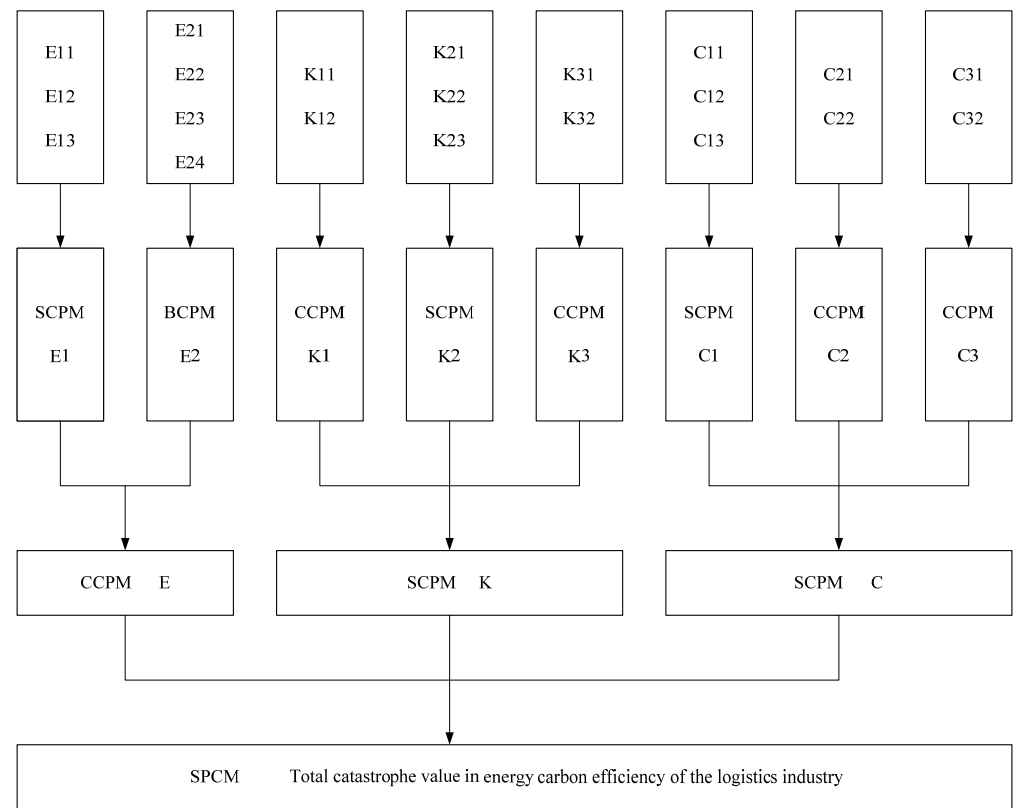 E11
E12
E13
E21
E22
E23
E24
K11
K12
K21
K22
K23
K31
K32
C11
C12
C13
C21
C22
C31
C32
SCPM
E1
BCPM
E2
CCPM
K1
SCPM
K2
CCPM
K3
SCPM
C1
CCPM
C2
CCPM
C3
CCPM E
SCPM K
SCPM C
SPCM Total catastrophe value in energy carbon efficiency of the logistics industry